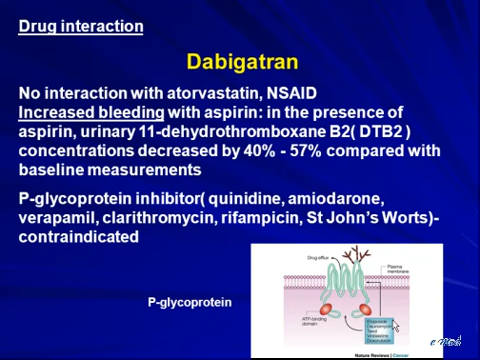 Drug interaction
Dabigatran
No interaction with atorvastatin, NSAID
Increased bleeding with aspirin: in the presence of
aspirin, urinary 11-dehydrothromboxane B2( DTB2 )
concentrations decreased by 40% - 57% compared with
baseline measurements
P-glycoprotein inhibitor( quinidine, amiodarone,
verapamil, clarithromycin, rifampicin, St John's Worts)-
contraindicated
P-glycoprotein
Drug efflux
Plasma
membrane
ATP-binding
domain
Nature Reviews | Cancer